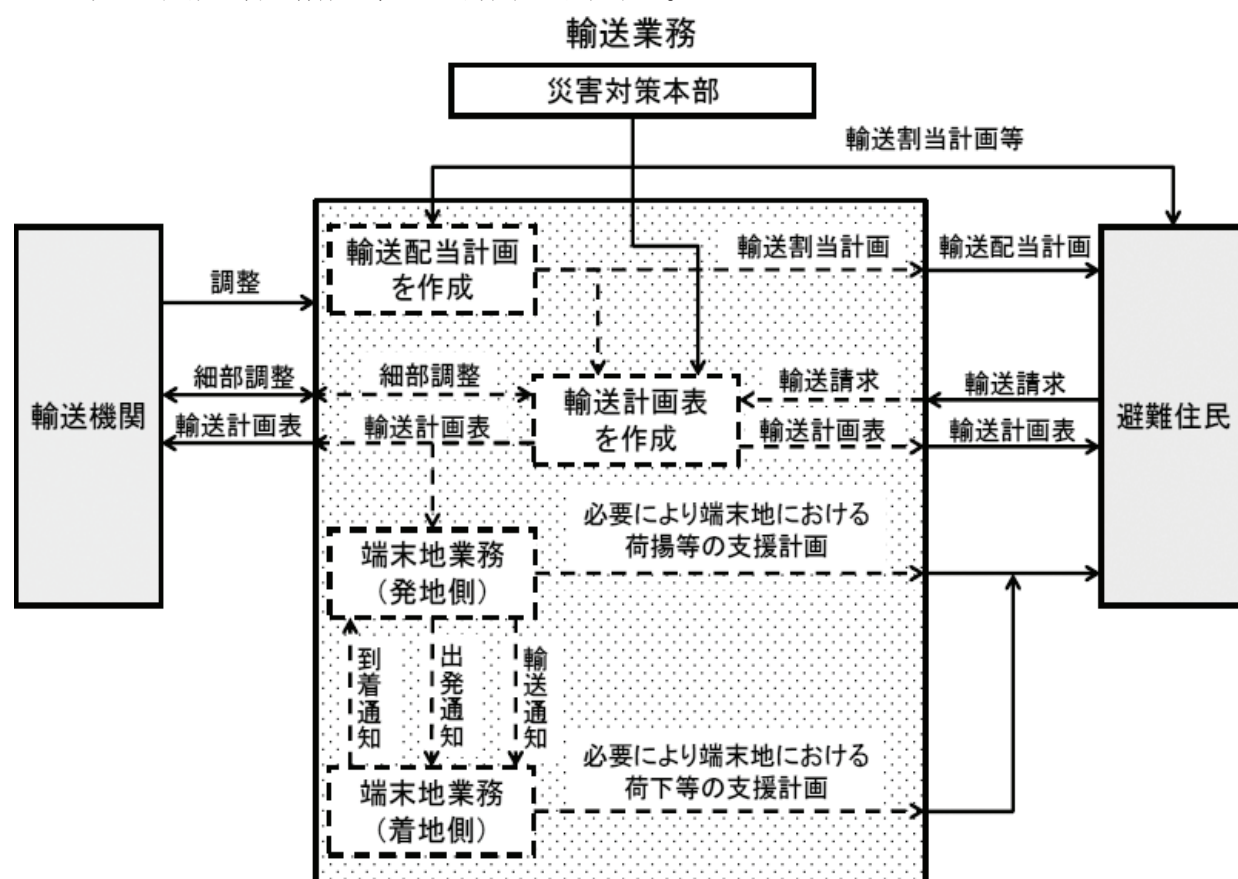 輸送業務
災害対策本部
輸送割当計画等
輸送配当計画
を作成
輸送割当計画
輸送配当計画
調整
細部調整
細部調整
輸送計画表
を作成
輸送請求
輸送請求
輸送機関
避難住民
輸送計画表
輸送計画表
輸送計画表
輸送計画表
必要により端末地における
荷揚等の支援計画
端末地業務
(発地側)
到着通知
出発通知
輸送通知
必要により端末地における
荷下等の支援計画
端末地業務
(着地側)